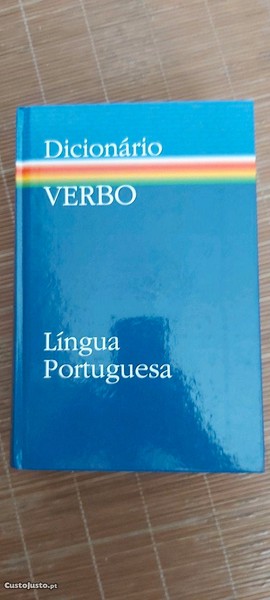 Dicionário
VERBO
Língua
Portuguesa
CustoJusto.pt